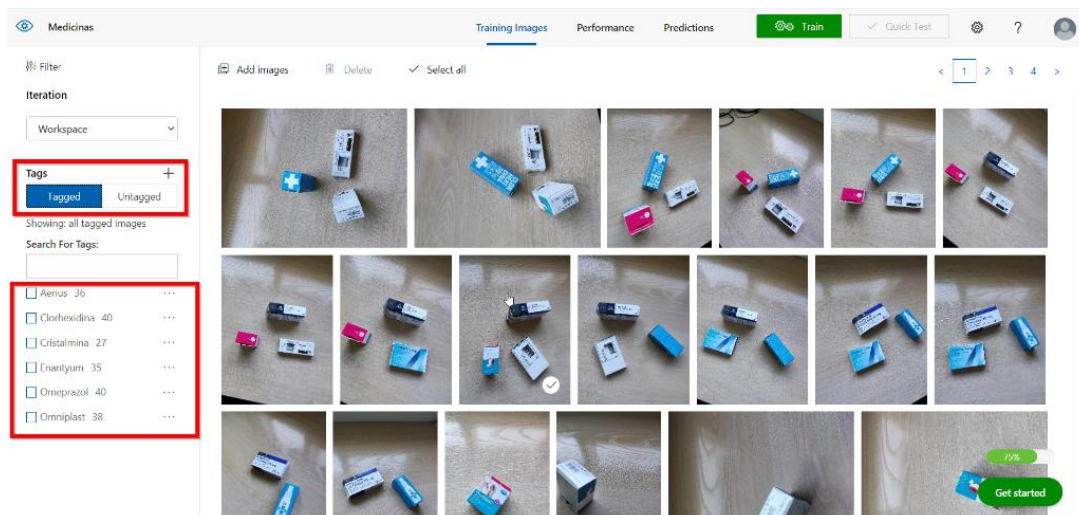 Medicinas
Training Images
Performance
Predictions
Train
Quick Test
?
Filter
Add images
Delete
Select all
< 1 2 3 4 >
Iteration
Workspace
Tags +
Tagged
Untagged
Showing: all tagged images
Search For Tags:
Aerius 36 ...
Clorhexidina 40 ...
Cristalmina 27 ...
Enantyum 35 ...
Omeprazol 40 ...
Omniplast 38 ...
75%
Get started